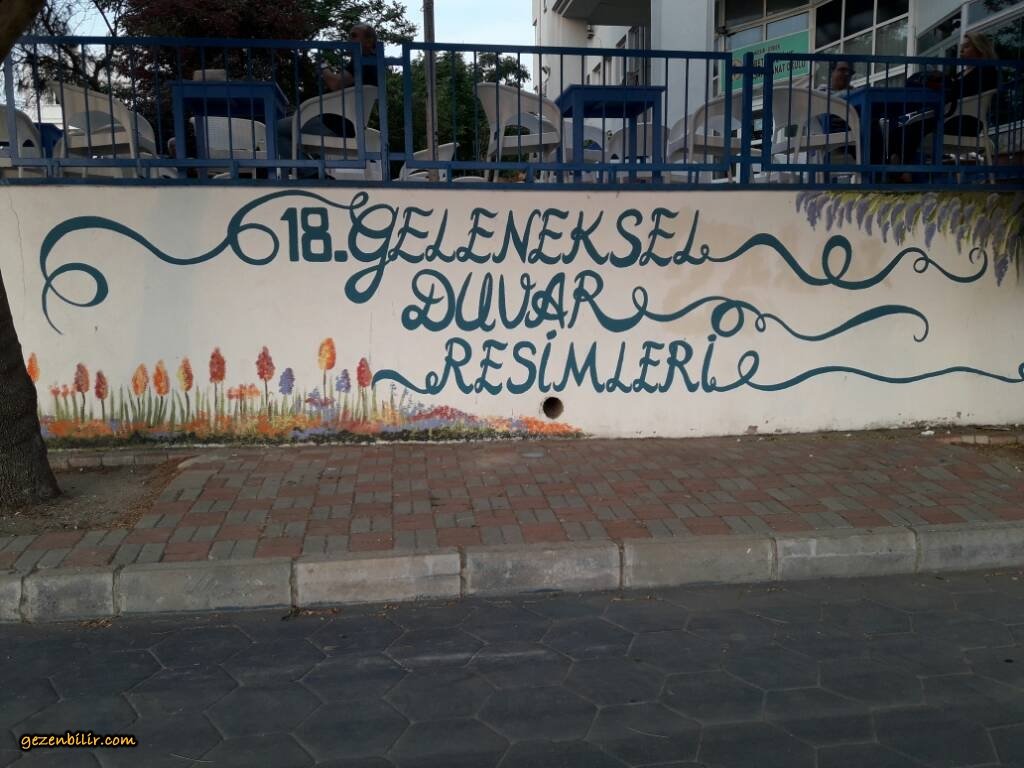 18. GELENEKSEL
DUVAR
RESİMLERİ
gezenbilir.com